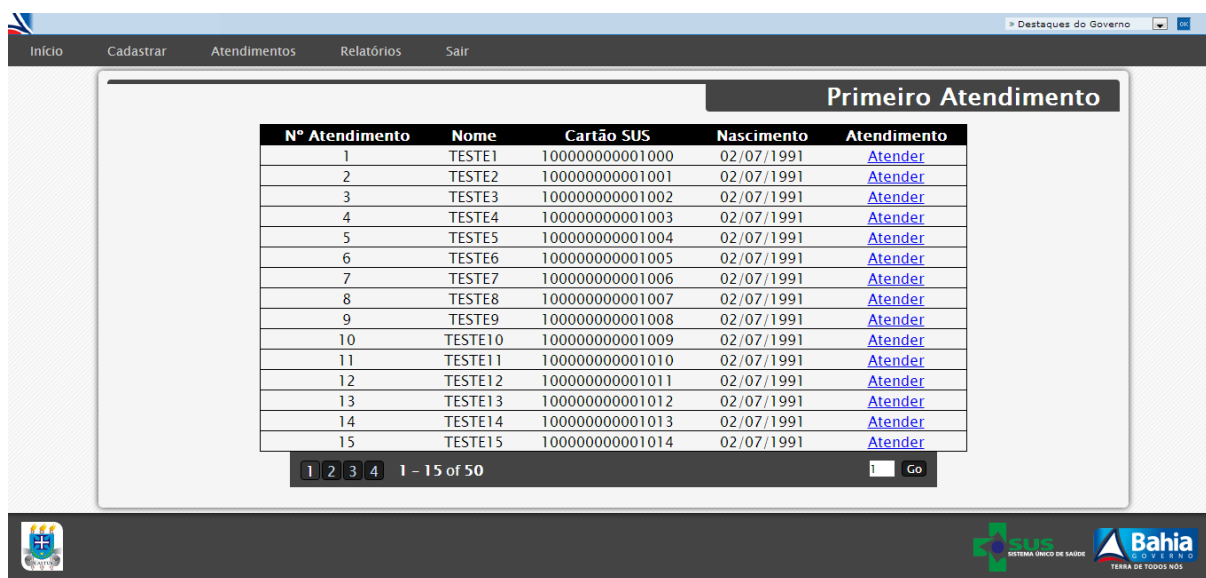 » Destaques do Governo OK
Início Cadastrar Atendimentos Relatórios Sair
Primeiro Atendimento
Nº Atendimento Nome Cartão SUS Nascimento Atendimento
1 TESTE1 100000000001000 02/07/1991 Atender
2 TESTE2 100000000001001 02/07/1991 Atender
3 TESTE3 100000000001002 02/07/1991 Atender
4 TESTE4 100000000001003 02/07/1991 Atender
5 TESTE5 100000000001004 02/07/1991 Atender
6 TESTE6 100000000001005 02/07/1991 Atender
7 TESTE7 100000000001006 02/07/1991 Atender
8 TESTE8 100000000001007 02/07/1991 Atender
9 TESTE9 100000000001008 02/07/1991 Atender
10 TESTE10 100000000001009 02/07/1991 Atender
11 TESTE11 100000000001010 02/07/1991 Atender
12 TESTE12 100000000001011 02/07/1991 Atender
13 TESTE13 100000000001012 02/07/1991 Atender
14 TESTE14 100000000001013 02/07/1991 Atender
15 TESTE15 100000000001014 02/07/1991 Atender
1 2 3 4 1 - 15 of 50 1 Go
SUS
SISTEMA ÚNICO DE SAÚDE
Bahia
GOVERNO
TERRA DE TODOS NÓS